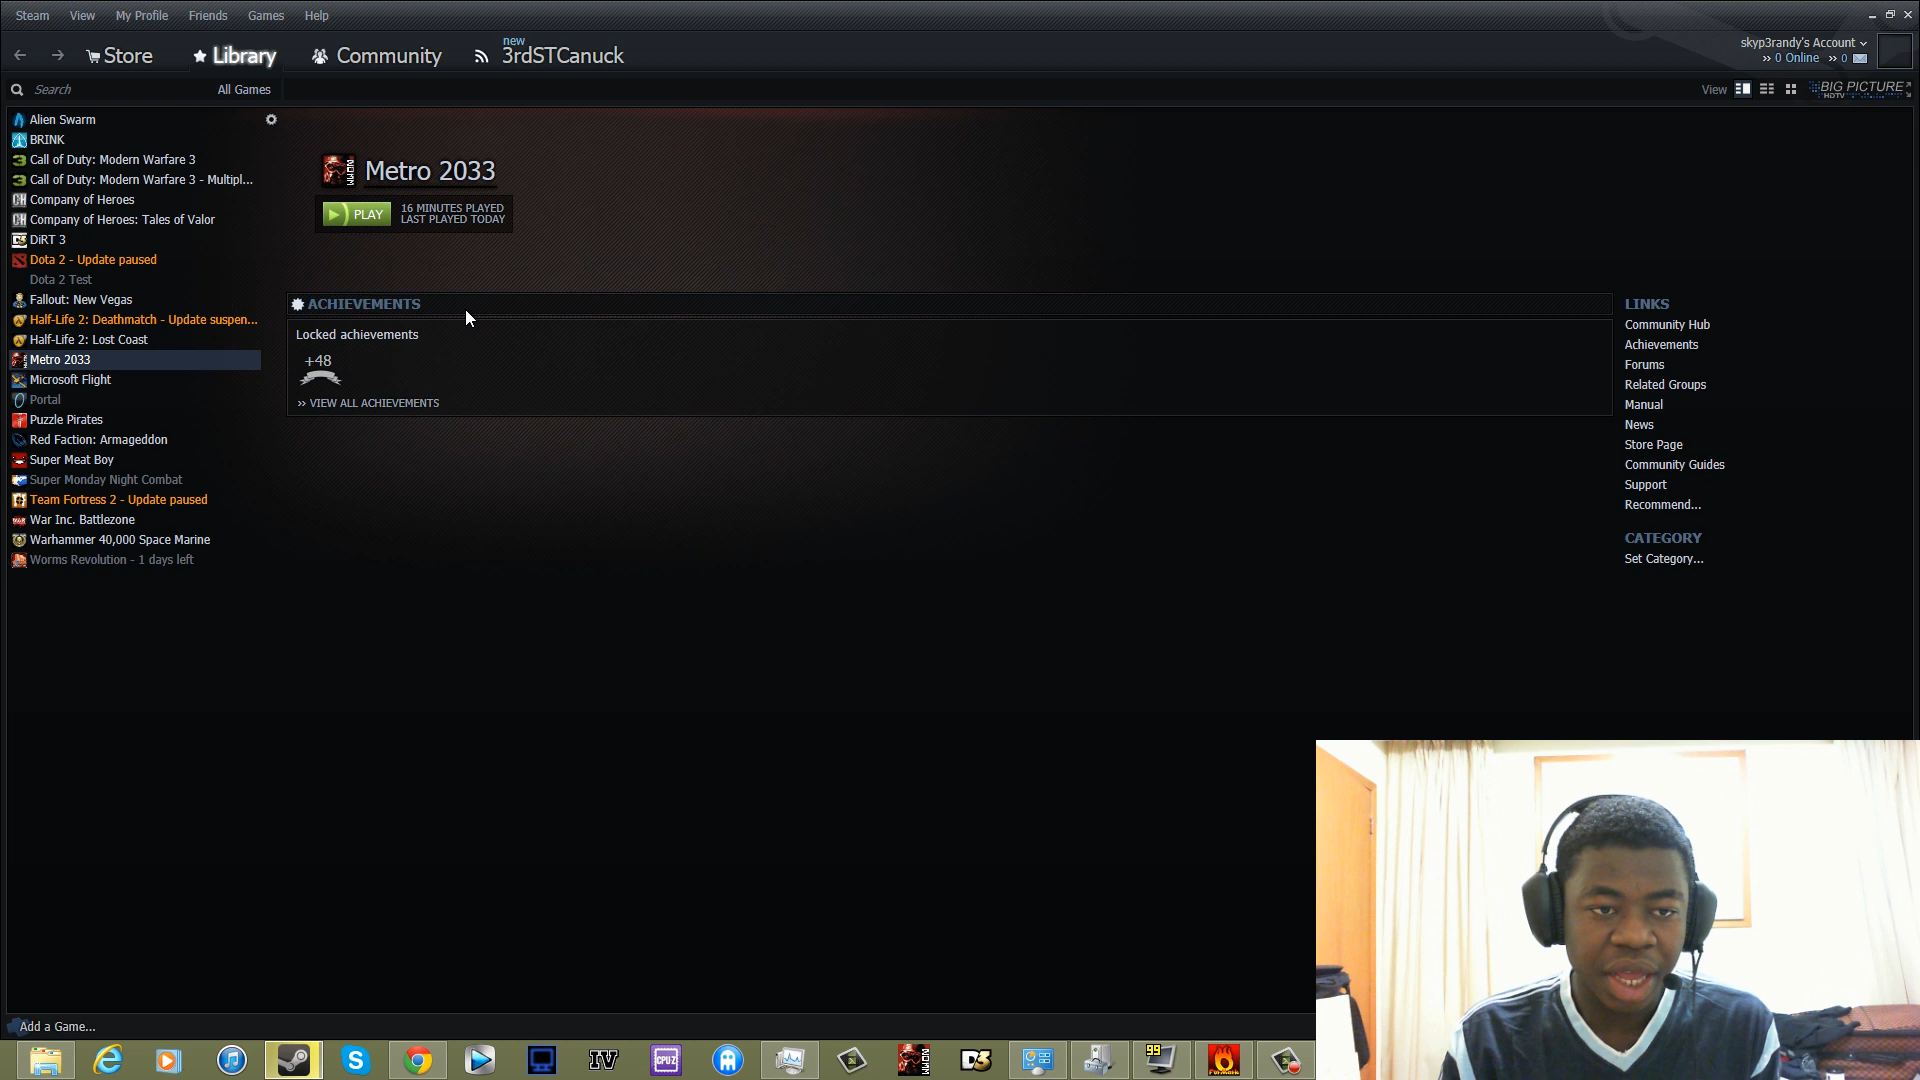 Steam View My Profile Friends Games Help
Store Library Community new 3rdSTCanuck
skyp3randy's Account
›› 0 Online ›› 0
Search All Games View BIG PICTURE
HDTV
Alien Swarm
BRINK
Call of Duty: Modern Warfare 3
Call of Duty: Modern Warfare 3 - Multipl...
Company of Heroes
Company of Heroes: Tales of Valor
DiRT 3
Dota 2 - Update paused
Dota 2 Test
Fallout: New Vegas
Half-Life 2: Deathmatch - Update suspen...
Half-Life 2: Lost Coast
Metro 2033
Microsoft Flight
Portal
Puzzle Pirates
Red Faction: Armageddon
Super Meat Boy
Super Monday Night Combat
Team Fortress 2 - Update paused
War Inc. Battlezone
Warhammer 40,000 Space Marine
Worms Revolution - 1 days left
Metro 2033
PLAY
16 MINUTES PLAYED
LAST PLAYED TODAY
ACHIEVEMENTS
Locked achievements
+48
›› VIEW ALL ACHIEVEMENTS
LINKS
Community Hub
Achievements
Forums
Related Groups
Manual
News
Store Page
Community Guides
Support
Recommend...
CATEGORY
Set Category...
Add a Game...
IV
CPUZ
D3
99
FurMark